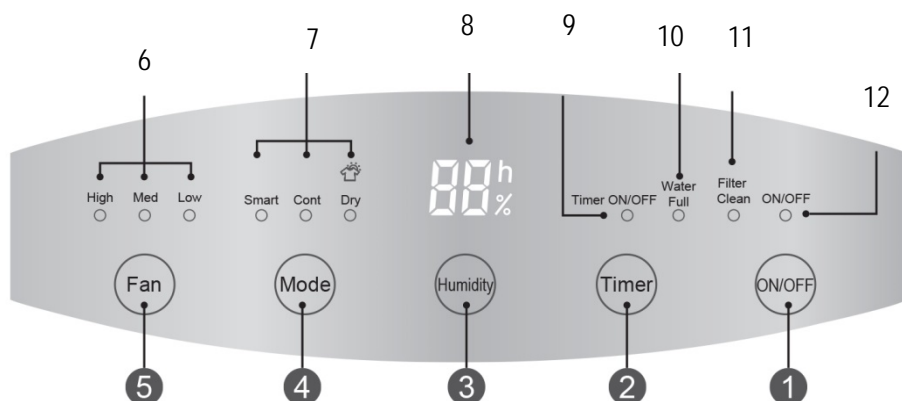 6
7
8
9
10
11
12
High Med Low
Smart Cont Dry
88 h
%
Timer ON/OFF
Water
Full
Filter
Clean
ON/OFF
Fan
Mode
Humidity
Timer
ON/OFF
5
4
3
2
1